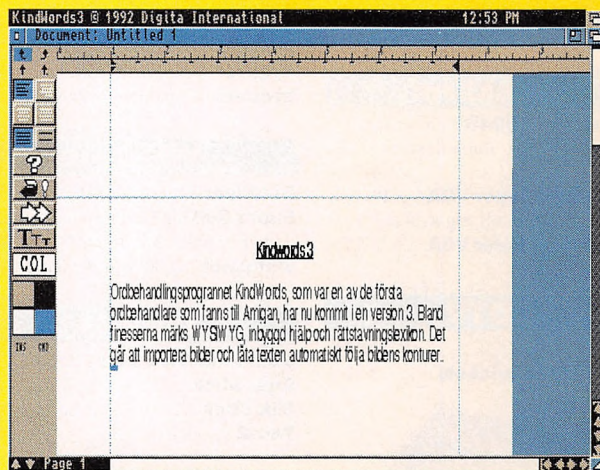 KindWords3 © 1992 Digita International 12:53 PM
Document: Untitled 1
TTT
COL
Kindwords 3
Ordbehandlingsprogrannet KindWords, som var en av de första
ordbehandlare som fanns till Amigan, har nu kommit i en version 3. Bland
finesserna märks WYSIWYG, inbyggd hjälp och rättstavningslexikon. Det
går att importera bilder och låta texten automatiskt följa bildens konturer.
Page 1